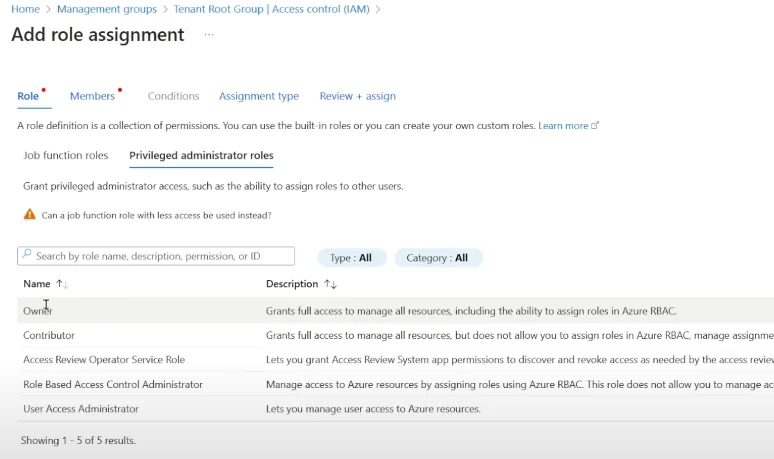 Home > Management groups > Tenant Root Group | Access control (IAM) >
Add role assignment ...
Role Members Conditions Assignment type Review + assign
A role definition is a collection of permissions. You can use the built-in roles or you can create your own custom roles. Learn more
Job function roles Privileged administrator roles
Grant privileged administrator access, such as the ability to assign roles to other users.
Can a job function role with less access be used instead?
Search by role name, description, permission, or ID Type : All Category : All
Name ↑↓ Description ↑↓
Owner Grants full access to manage all resources, including the ability to assign roles in Azure RBAC.
Contributor Grants full access to manage all resources, but does not allow you to assign roles in Azure RBAC, manage assignme
Access Review Operator Service Role Lets you grant Access Review System app permissions to discover and revoke access as needed by the access review
Role Based Access Control Administrator Manage access to Azure resources by assigning roles using Azure RBAC. This role does not allow you to manage ac
User Access Administrator Lets you manage user access to Azure resources.
Showing 1 - 5 of 5 results.